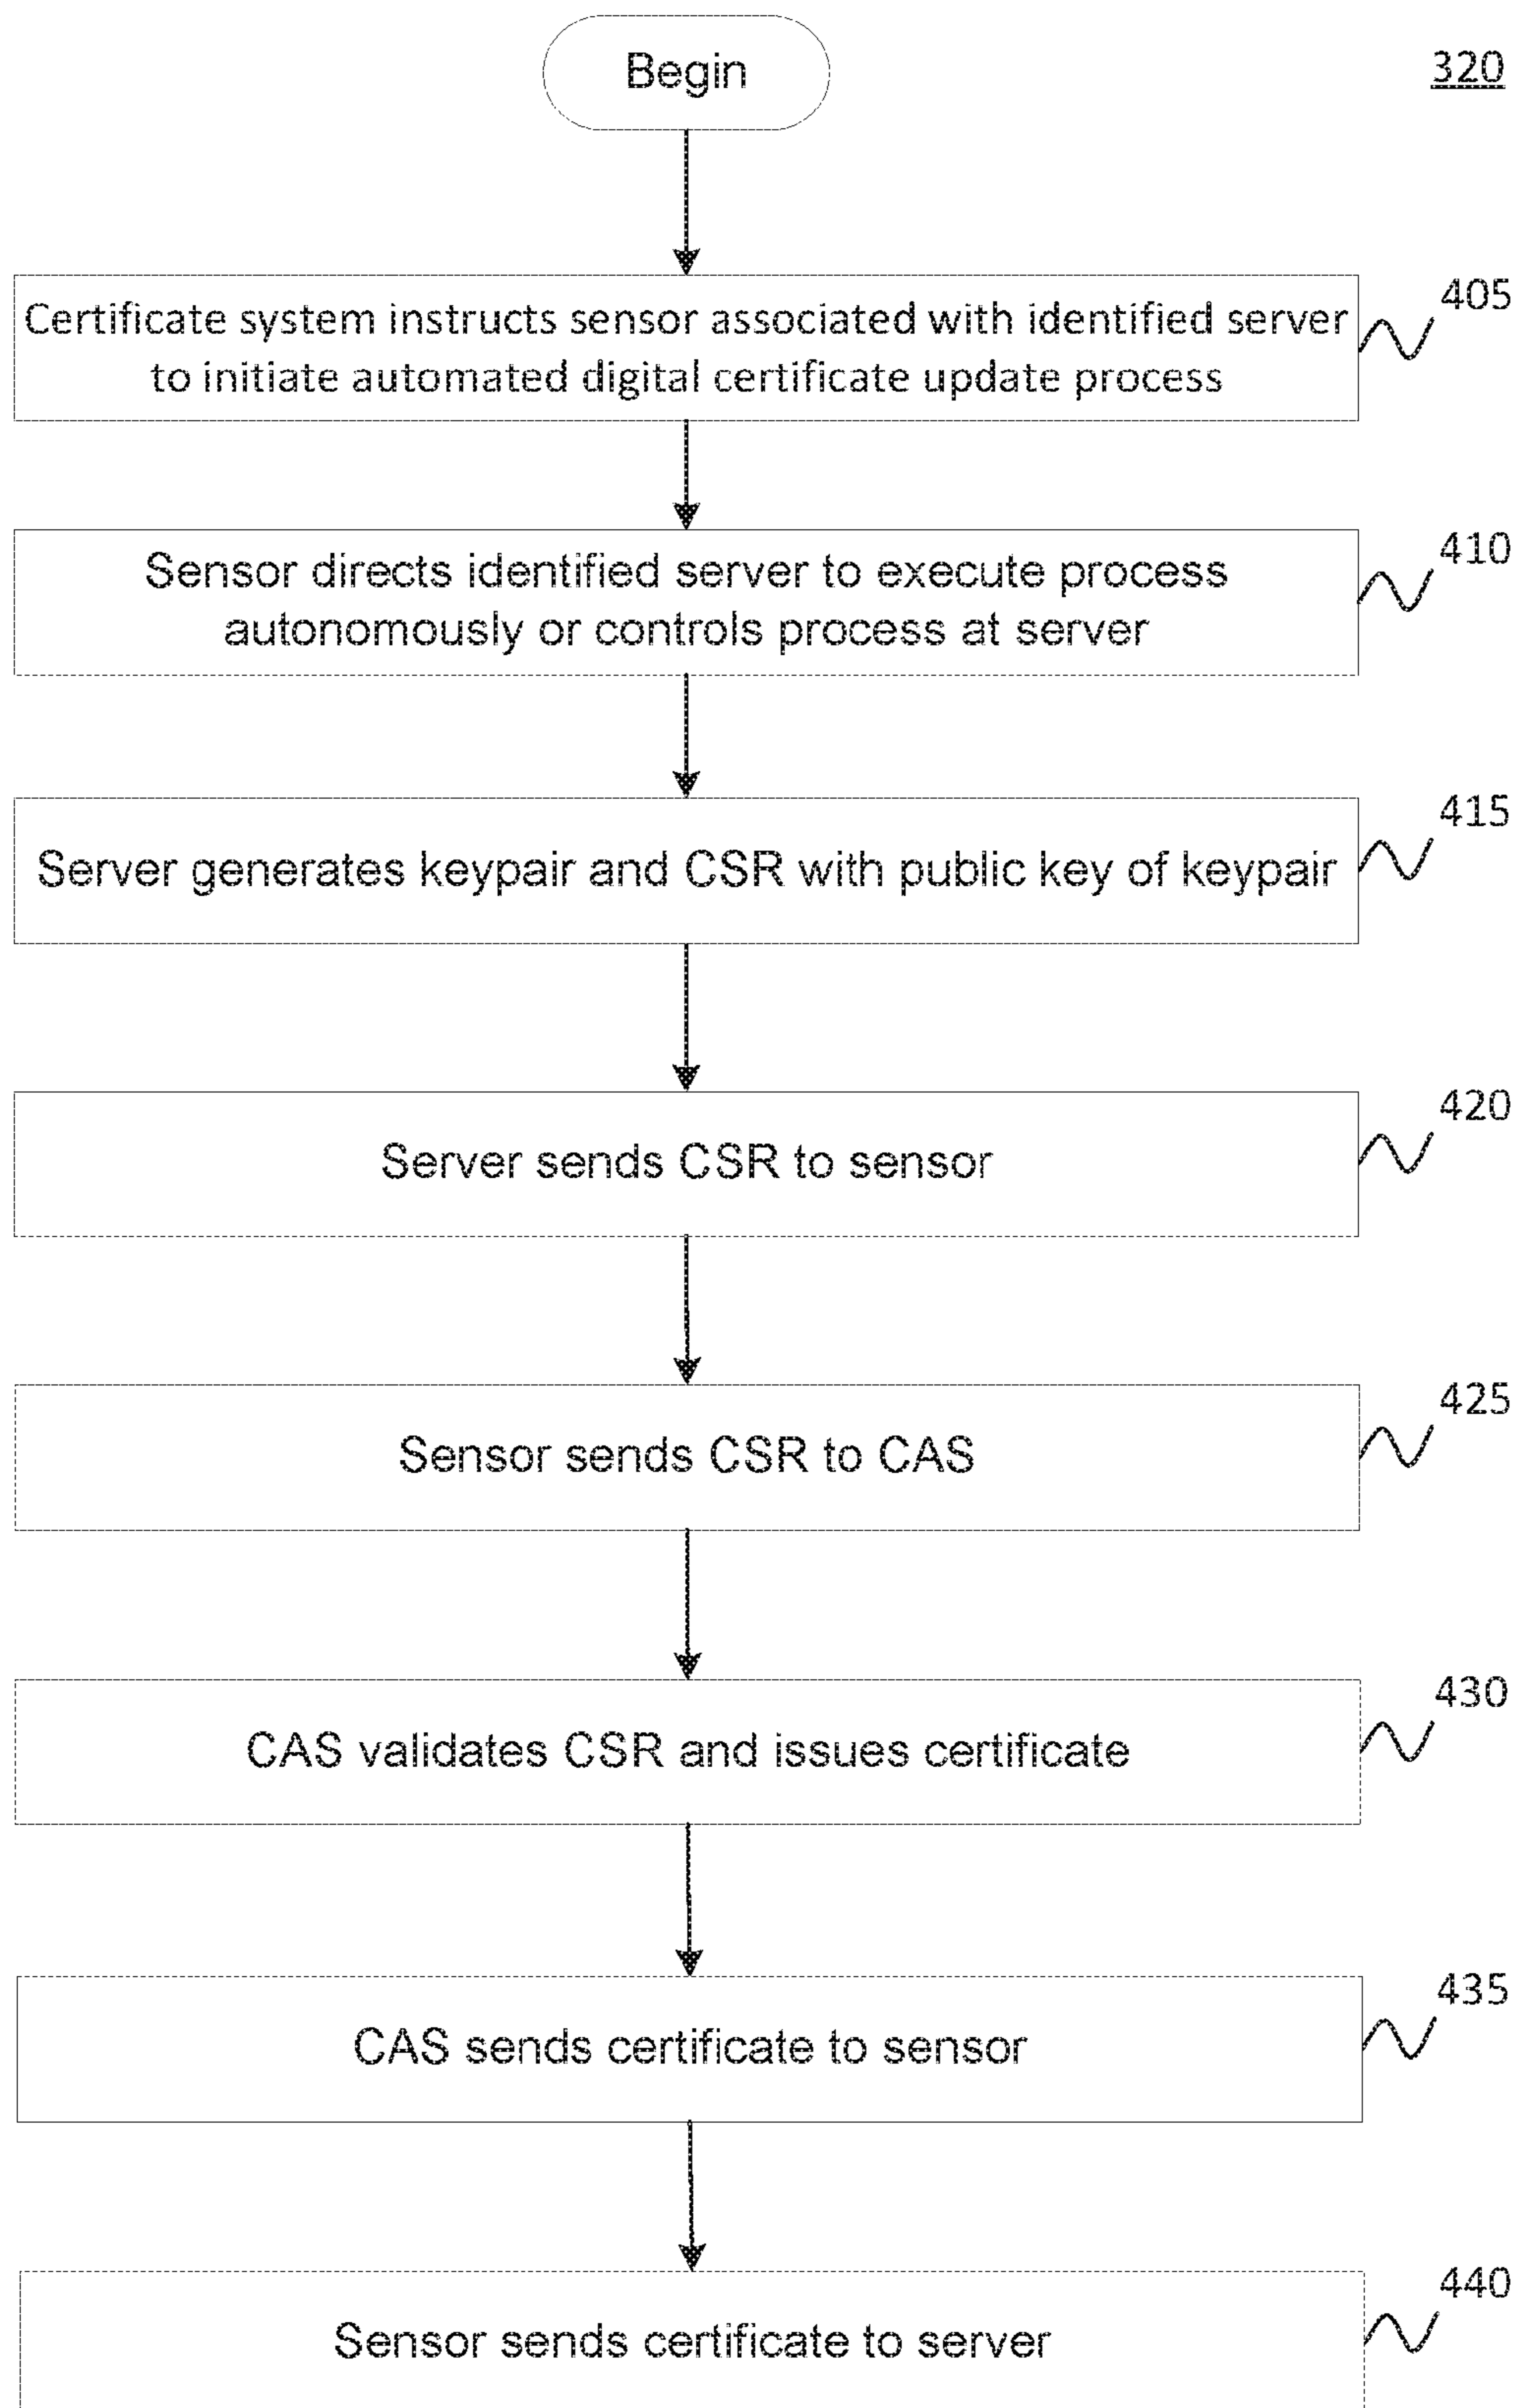 Begin
320
Certificate system instructs sensor associated with identified server
to initiate automated digital certificate update process
405
Sensor directs identified server to execute process
autonomously or controls process at server
410
Server generates keypair and CSR with public key of keypair
415
Server sends CSR to sensor
420
Sensor sends CSR to CAS
425
CAS validates CSR and issues certificate
430
CAS sends certificate to sensor
435
Sensor sends certificate to server
440